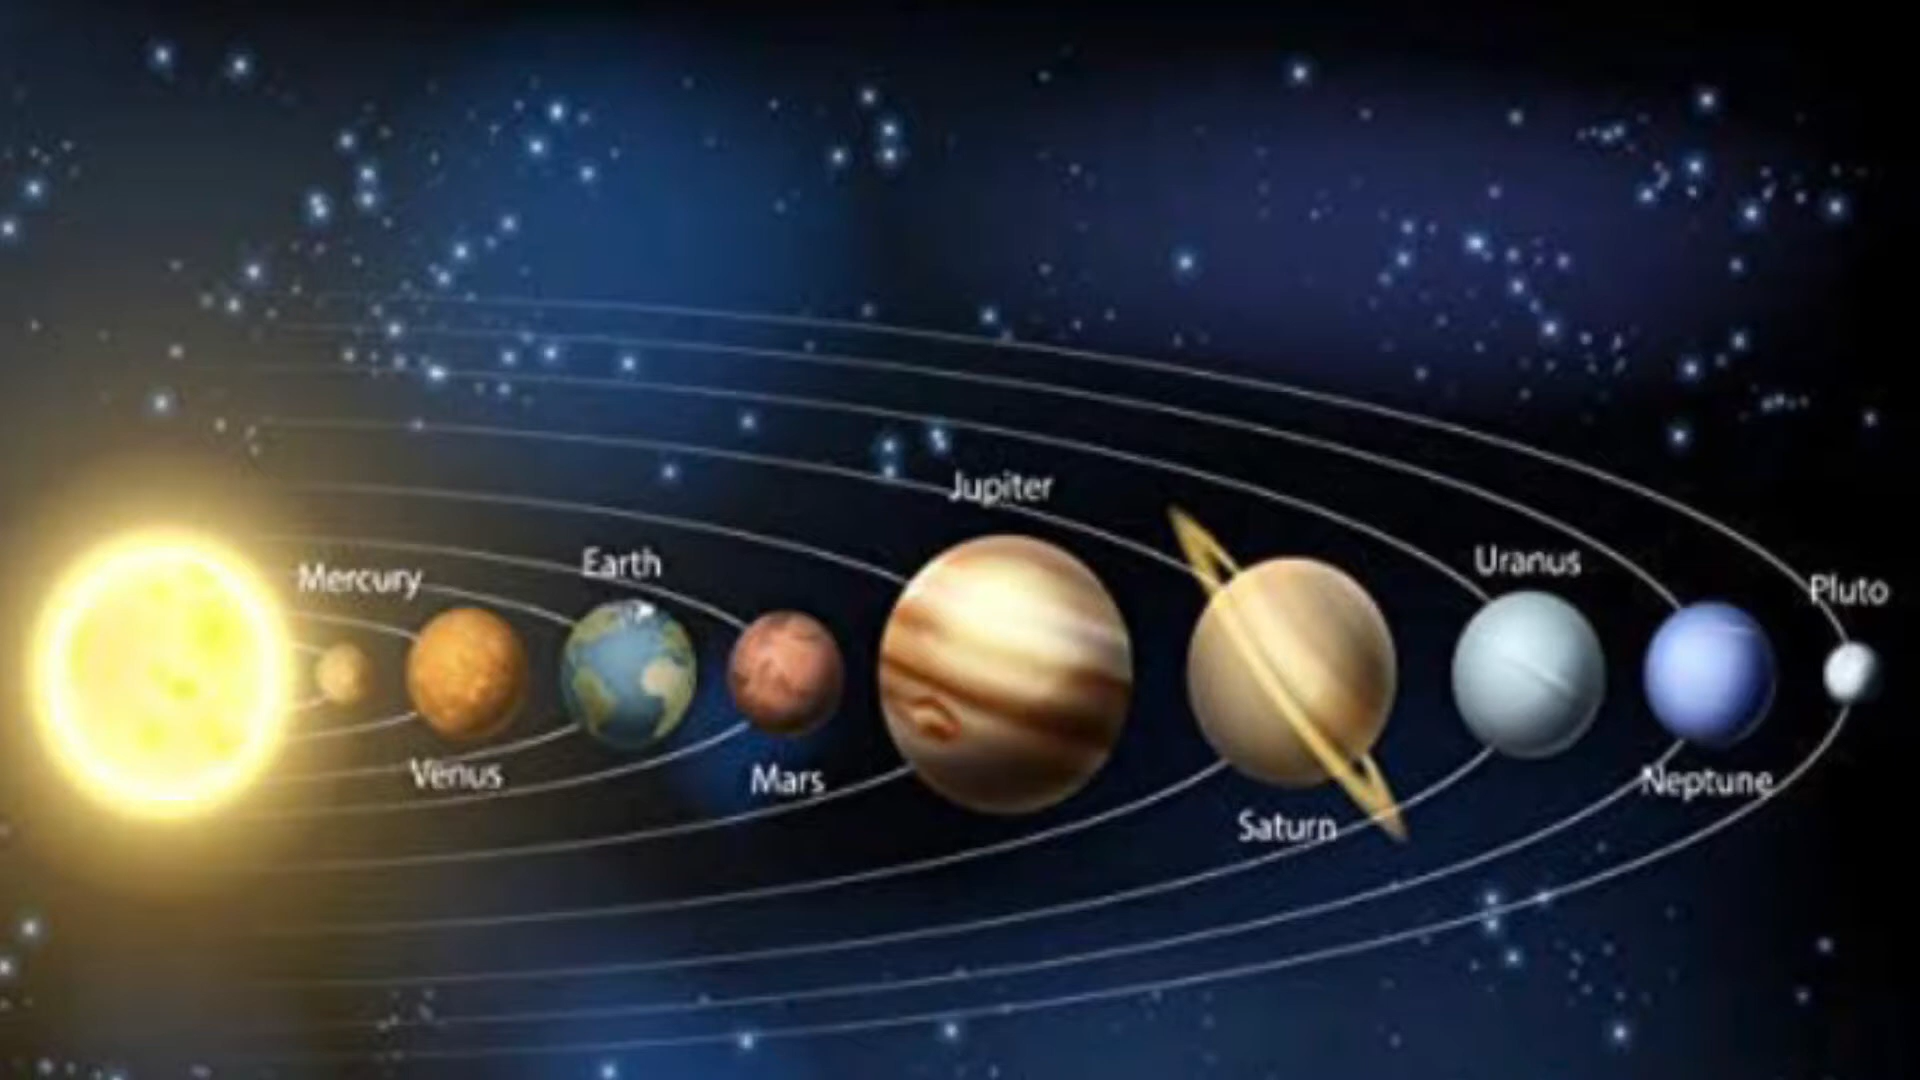 Mercury
Venus
Earth
Mars
Jupiter
Saturn
Uranus
Neptune
Pluto